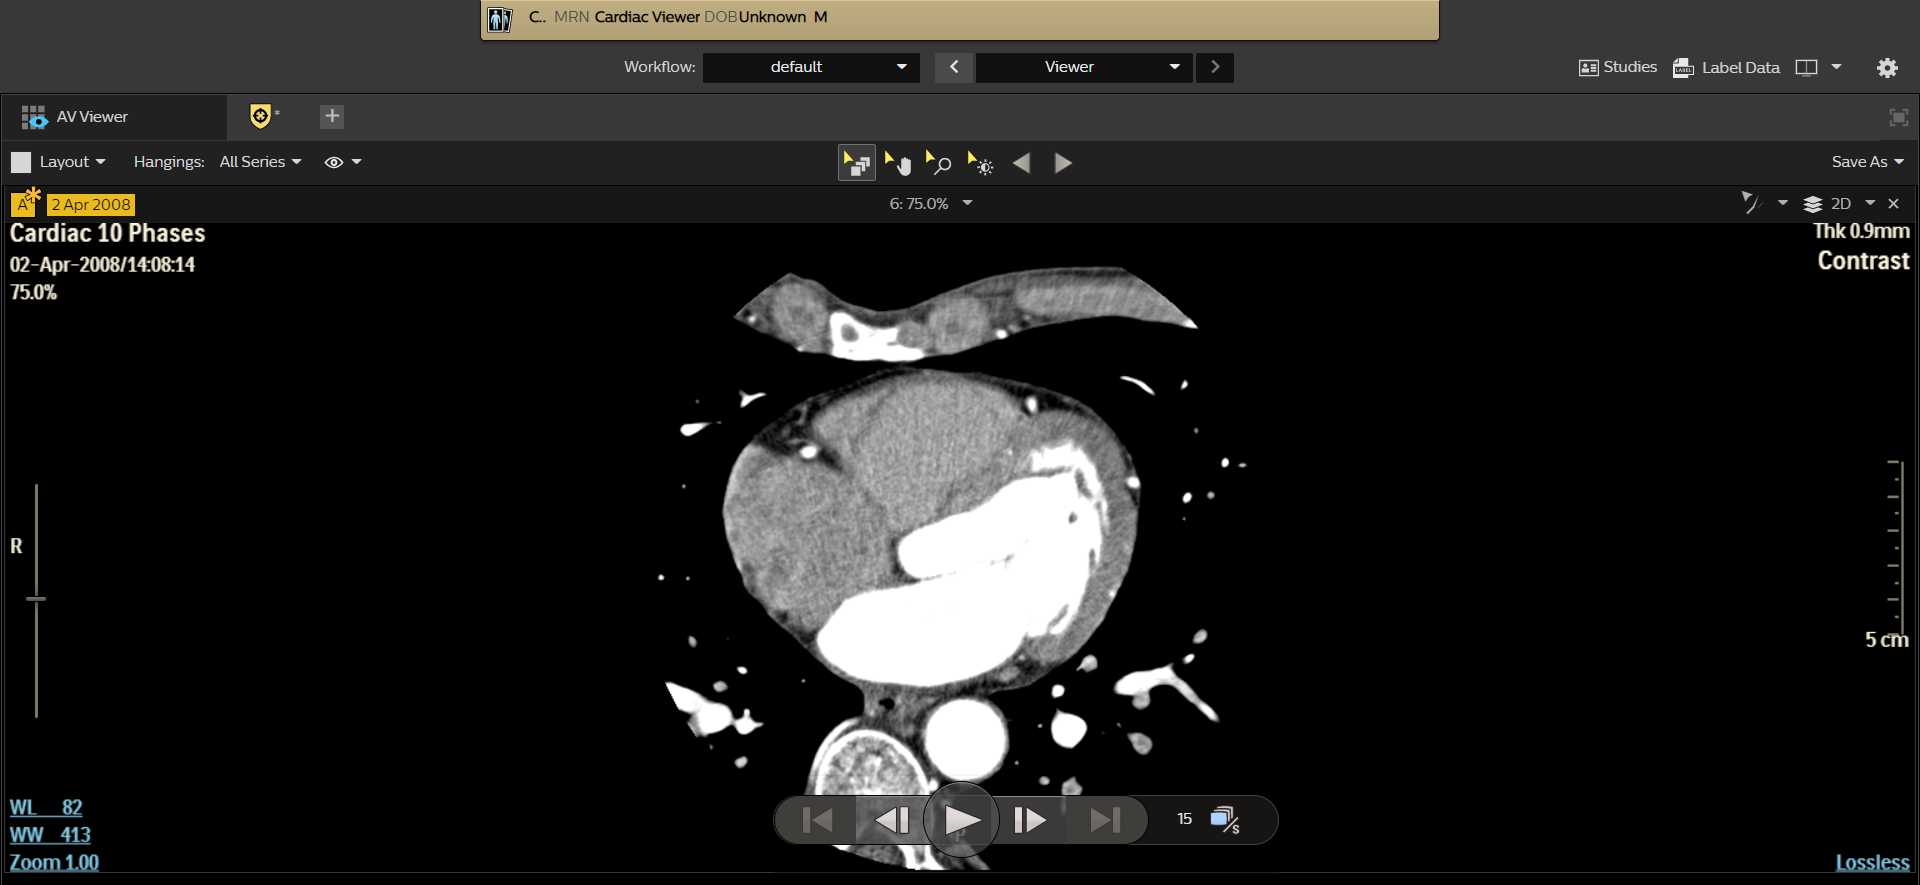 C.. MRN Cardiac Viewer DOB Unknown M
Workflow: default Viewer
Studies Label Data
AV Viewer
Layout Hangings: All Series
Save As
A 2 Apr 2008
6: 75.0%
2D
Cardiac 10 Phases
02-Apr-2008/14:08:14
75.0%
Thk 0.9mm
Contrast
R
5 cm
WL 82
WW 413
Zoom 1.00
15
Lossless